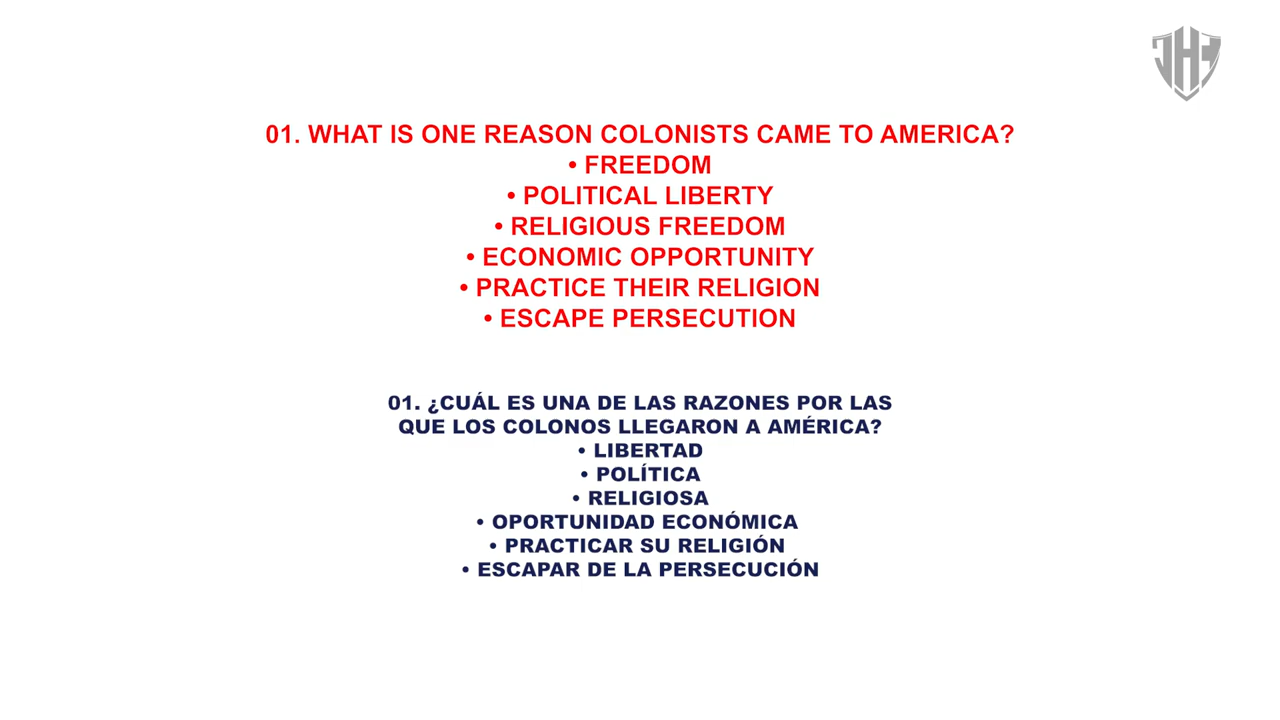 JHF
01. WHAT IS ONE REASON COLONISTS CAME TO AMERICA?
• FREEDOM
• POLITICAL LIBERTY
• RELIGIOUS FREEDOM
• ECONOMIC OPPORTUNITY
• PRACTICE THEIR RELIGION
• ESCAPE PERSECUTION
01. ¿CUÁL ES UNA DE LAS RAZONES POR LAS
QUE LOS COLONOS LLEGARON A AMÉRICA?
• LIBERTAD
• POLÍTICA
• RELIGIOSA
• OPORTUNIDAD ECONÓMICA
• PRACTICAR SU RELIGIÓN
• ESCAPAR DE LA PERSECUCIÓN